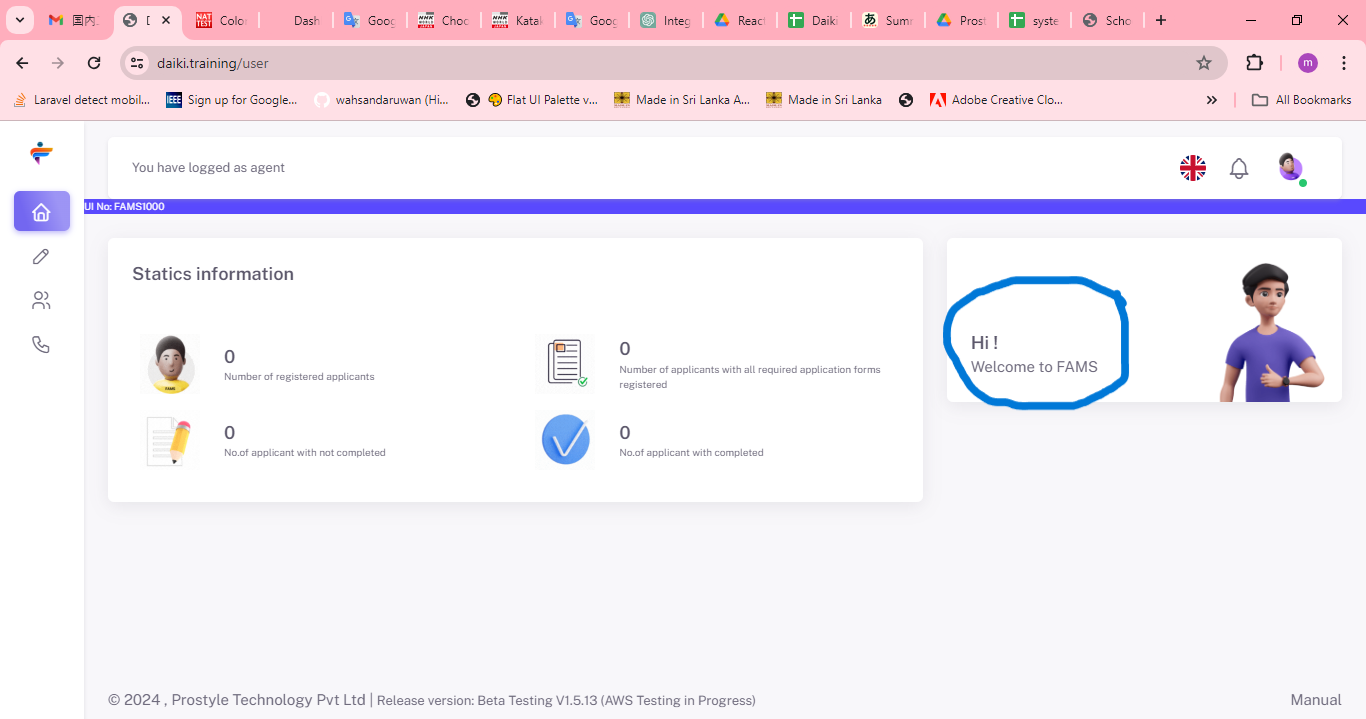 国内
D
Colo
Dash
Goog
Choo
Katak
Goog
Integ
React
Daiki
Sum
Prost
syste
Scho
daiki.training/user
m
Laravel detect mobil...
IEEE
Sign up for Google...
wahsandaruwan (Hi...
Flat UI Palette v...
Made in Sri Lanka A...
Made in Sri Lanka
Adobe Creative Clo...
All Bookmarks
You have logged as agent
UI No: FAMS1000
Statics information
0
Number of registered applicants
0
Number of applicants with all required application forms
registered
0
No.of applicant with not completed
0
No.of applicant with completed
Hi !
Welcome to FAMS
© 2024 , Prostyle Technology Pvt Ltd | Release version: Beta Testing V1.5.13 (AWS Testing in Progress)
Manual